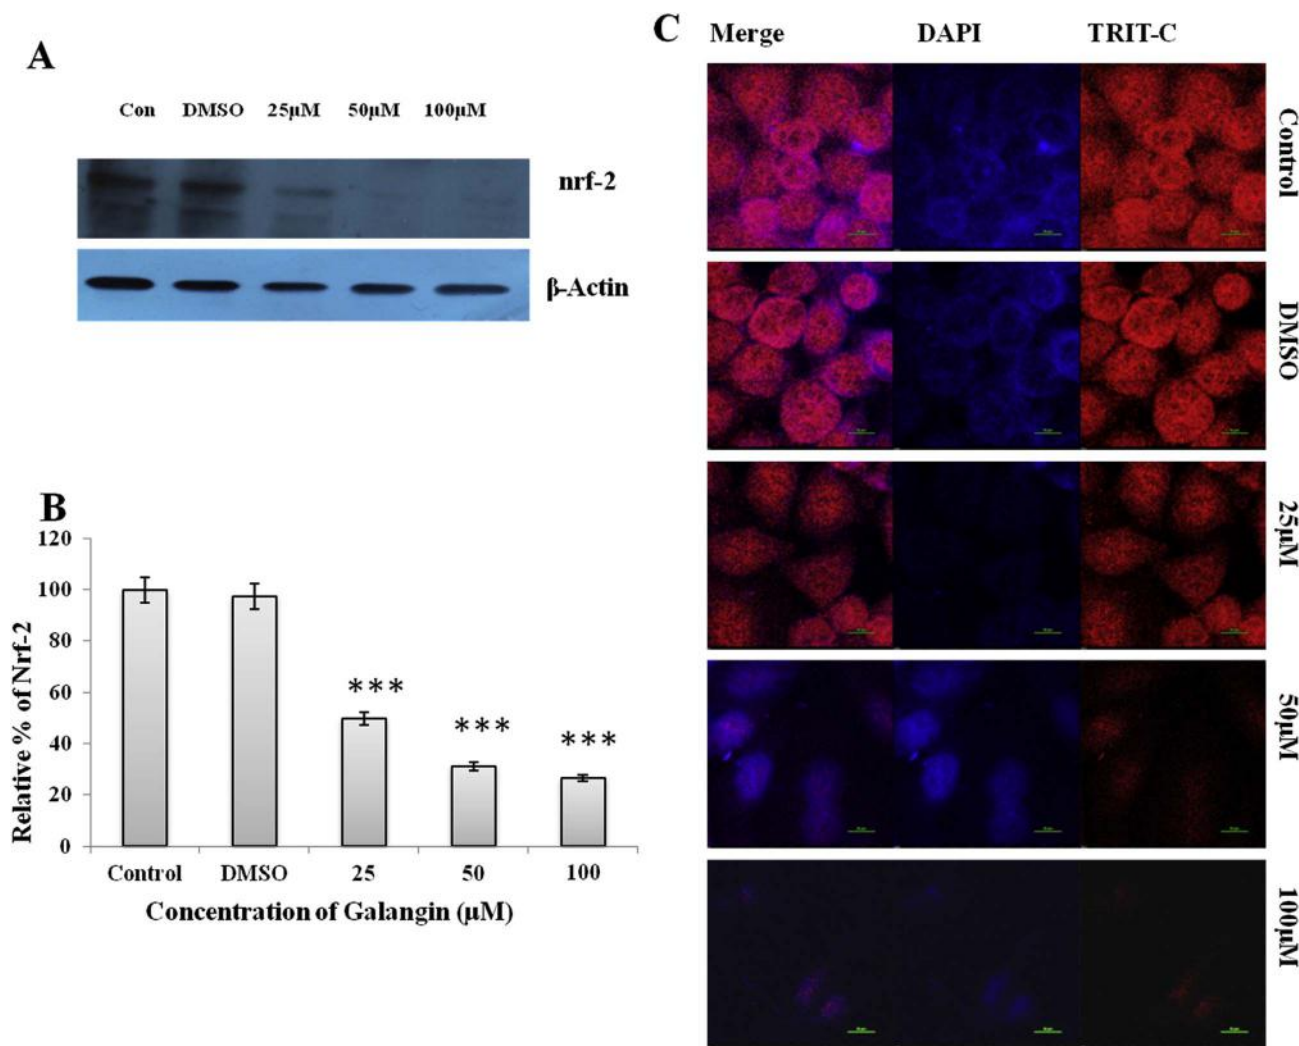 A
Con DMSO 25μM 50μM 100μM
nrf-2
β-Actin
B
120
100
80
60
40
20
0
Relative % of Nrf-2
***
***
***
Control DMSO 25 50 100
Concentration of Galangin (μM)
C
Merge DAPI TRIT-C
Control
DMSO
25μM
50μM
100μM